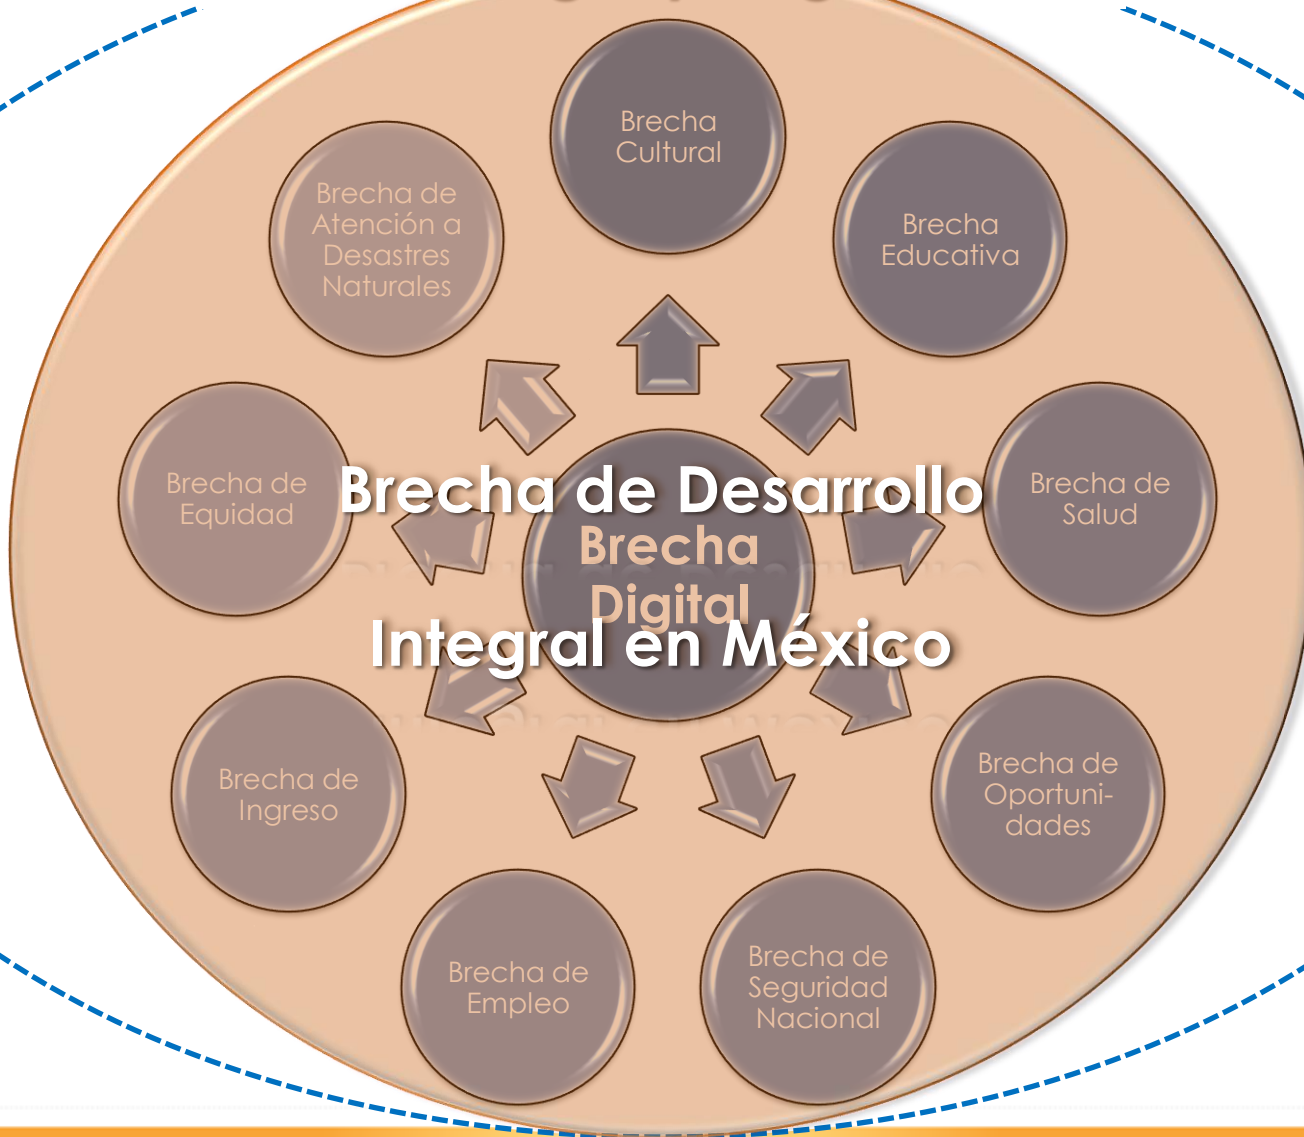 Brecha
Cultural
Brecha
Educativa
Brecha de
Salud
Brecha de
Oportuni-
dades
Brecha de
Seguridad
Nacional
Brecha de
Empleo
Brecha de
Ingreso
Brecha de
Equidad
Brecha de
Atención a
Desastres
Naturales
Brecha de Desarrollo
Integral en México
Brecha
Digital